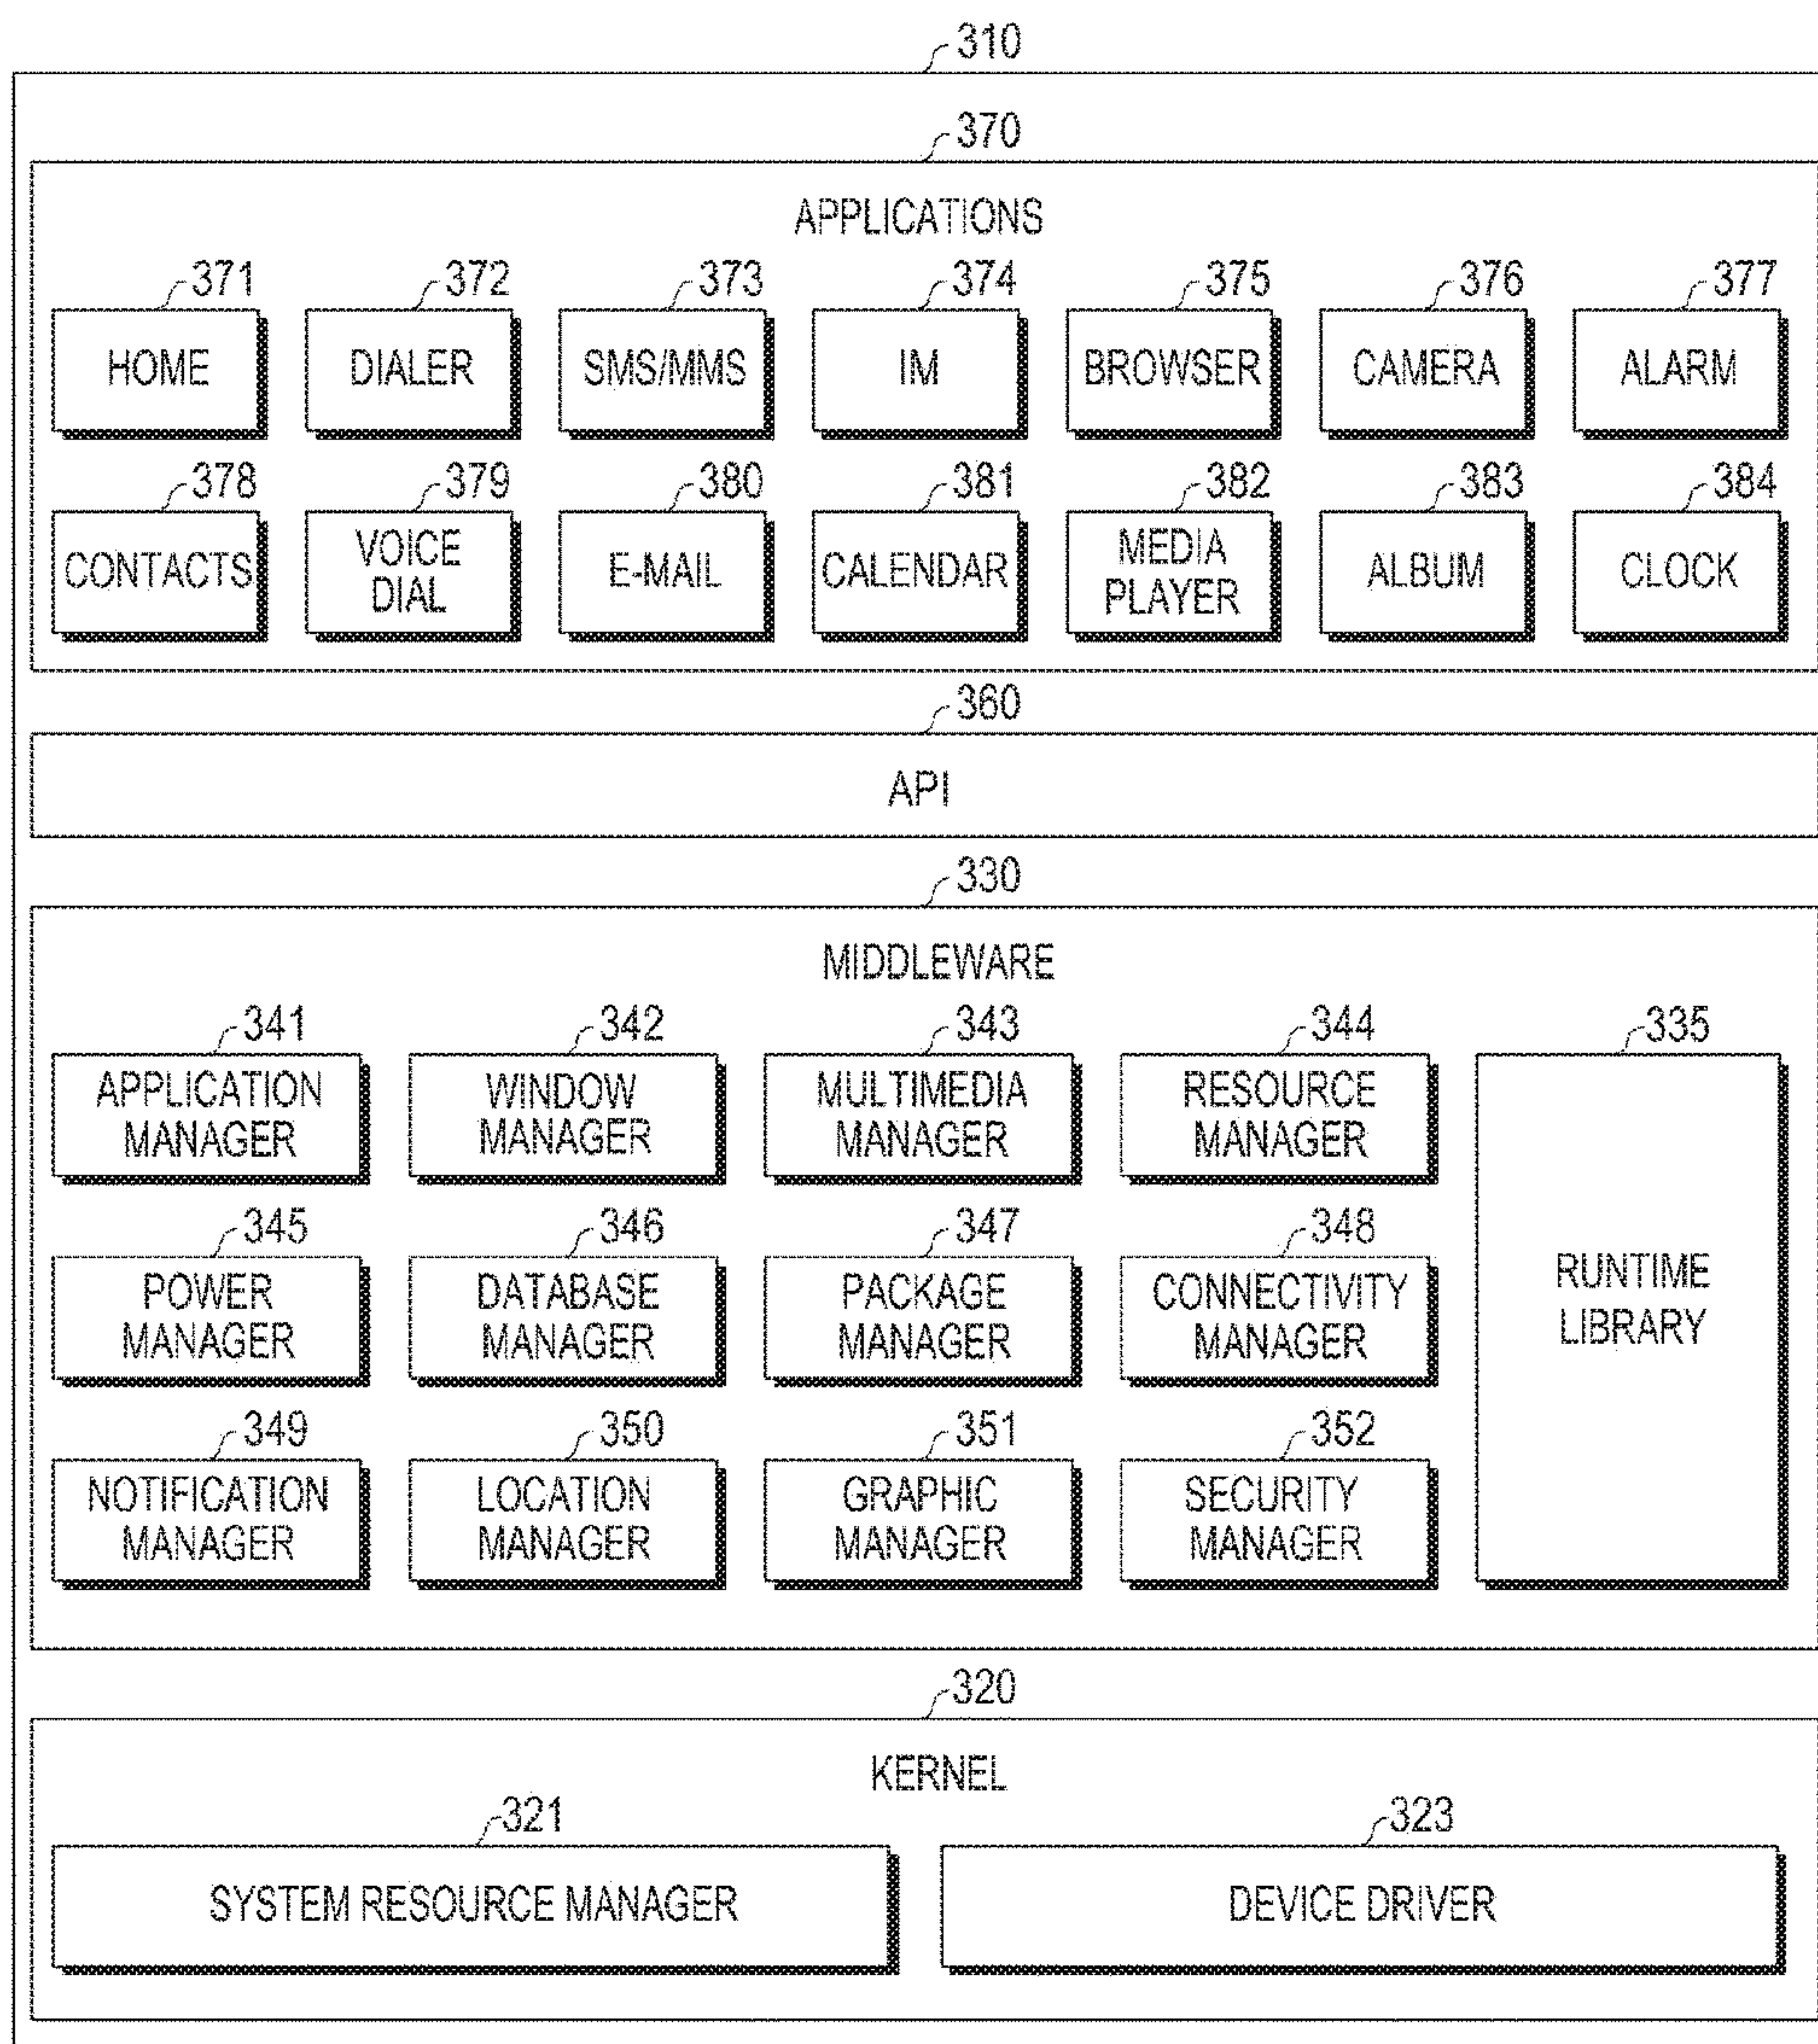 310
370
APPLICATIONS
371 372 373 374 375 376 377
HOME DIALER SMS/MMS IM BROWSER CAMERA ALARM
378 379 380 381 382 383 384
CONTACTS VOICE DIAL E-MAIL CALENDAR MEDIA PLAYER ALBUM CLOCK
360
API
330
MIDDLEWARE
341 342 343 344 335
APPLICATION MANAGER WINDOW MANAGER MULTIMEDIA MANAGER RESOURCE MANAGER
345 346 347 348
POWER MANAGER DATABASE MANAGER PACKAGE MANAGER CONNECTIVITY MANAGER RUNTIME LIBRARY
349 350 351 352
NOTIFICATION MANAGER LOCATION MANAGER GRAPHIC MANAGER SECURITY MANAGER
320
KERNEL
321 323
SYSTEM RESOURCE MANAGER DEVICE DRIVER